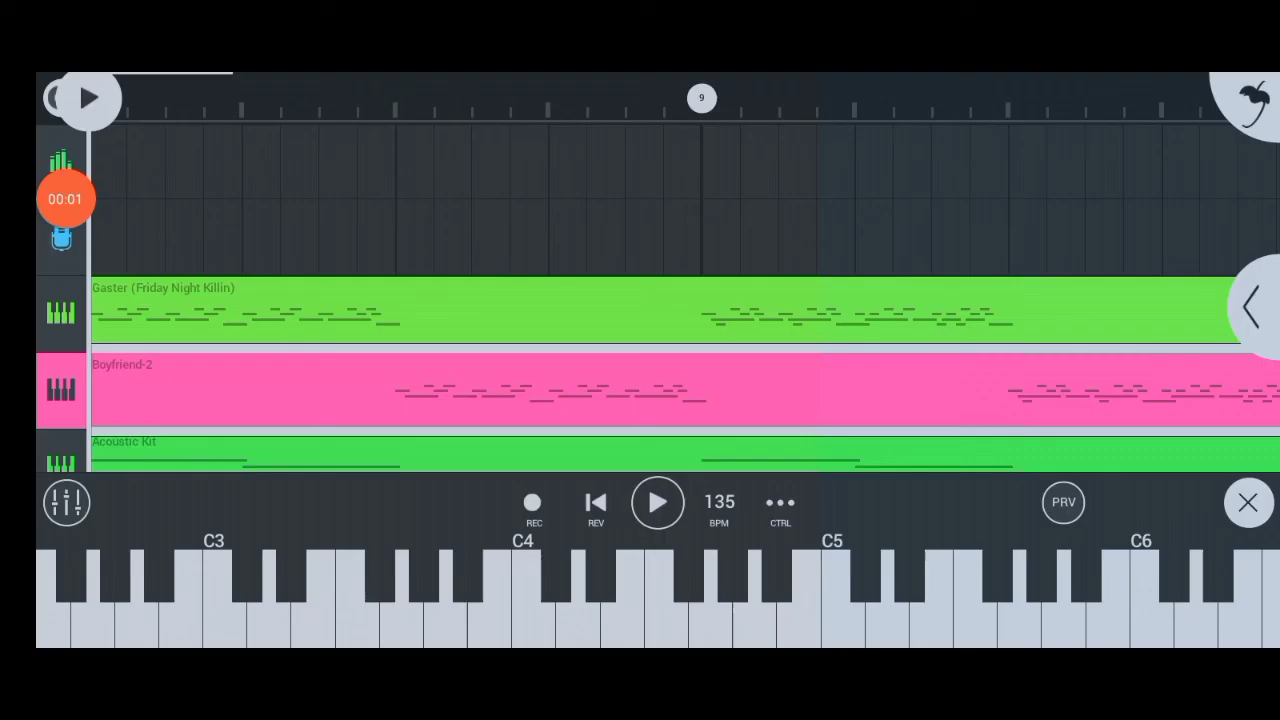 9
00:01
Gaster (Friday Night Killin)
Boyfriend-2
Acoustic Kit
REC
REV
135
BPM
CTRL
PRV
C3
C4
C5
C6